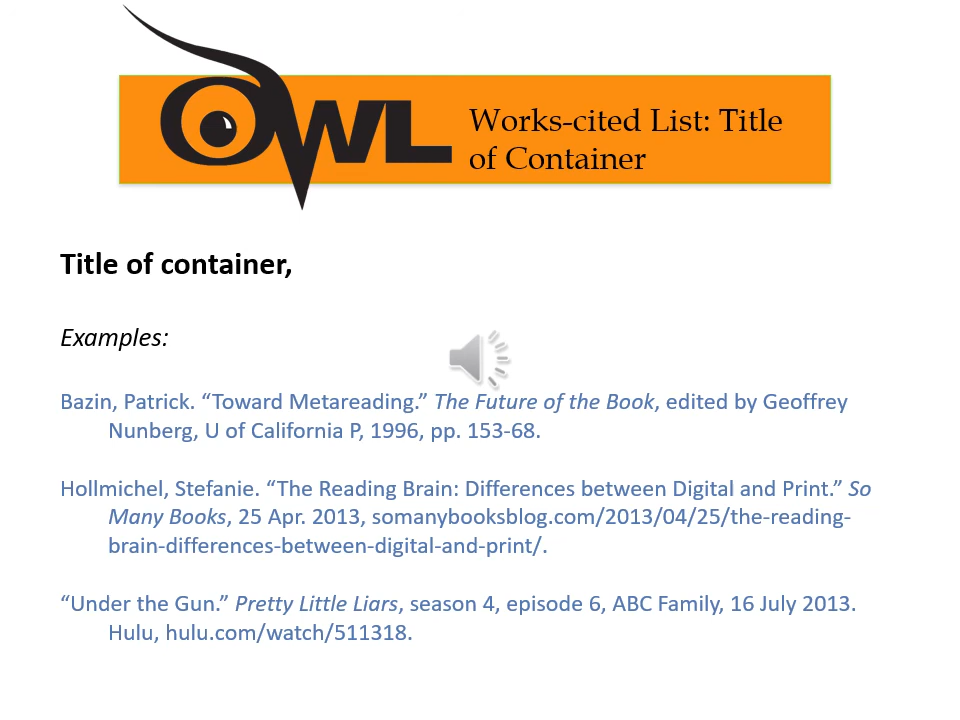 OWL
Works-cited List: Title
of Container
Title of container,
Examples:
Bazin, Patrick. “Toward Metareading.” The Future of the Book, edited by Geoffrey
Nunberg, U of California P, 1996, pp. 153-68.
Hollmichel, Stefanie. “The Reading Brain: Differences between Digital and Print.” So
Many Books, 25 Apr. 2013, somanybooksblog.com/2013/04/25/the-reading-
brain-differences-between-digital-and-print/.
“Under the Gun.” Pretty Little Liars, season 4, episode 6, ABC Family, 16 July 2013.
Hulu, hulu.com/watch/511318.